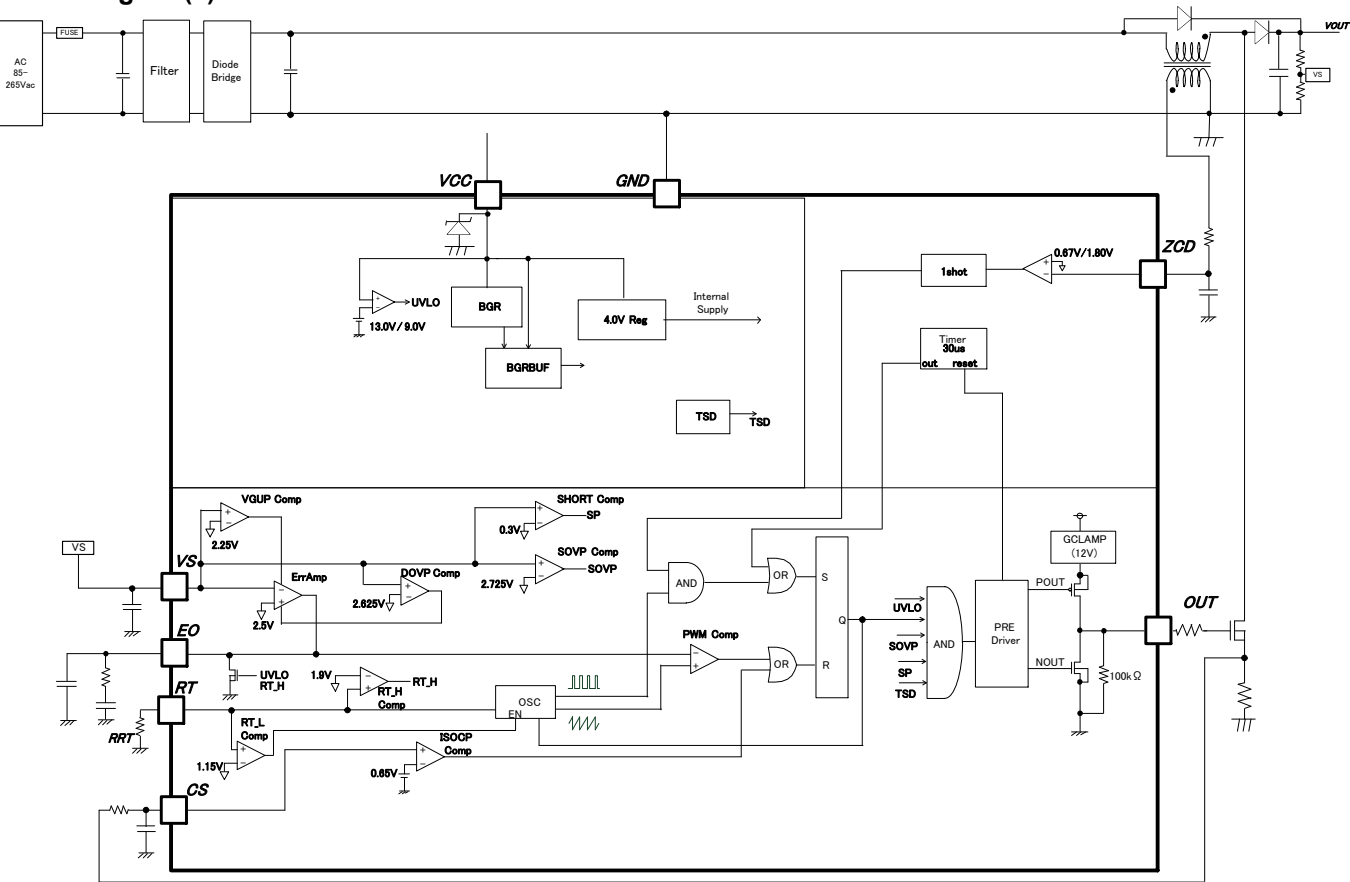 FUSE
VOUT
AC
85-
265Vac
Filter
Diode
Bridge
VS
VCC
GND
ZCD
0.67V/1.80V
1shot
UVLO
13.0V/9.0V
BGR
4.0V Reg
Internal
Supply
BGRBUF
Timer
30us
out reset
TSD
TSD
VGUP Comp
2.25V
SHORT Comp
SP
0.3V
SOVP Comp
SOVP
2.725V
VS
VS
ErrAmp
2.5V
DOVP Comp
2.625V
AND
OR
S
Q
R
GCLAMP
(12V)
POUT
OUT
UVLO
SOVP
SP
TSD
AND
PRE
Driver
NOUT
100kΩ
EO
PWM Comp
OR
UVLO
RT_H
1.9V
RT_H
RT_H
Comp
RT
OSC
EN
RRT
RT_L
Comp
1.15V
ISOCP
Comp
0.65V
CS